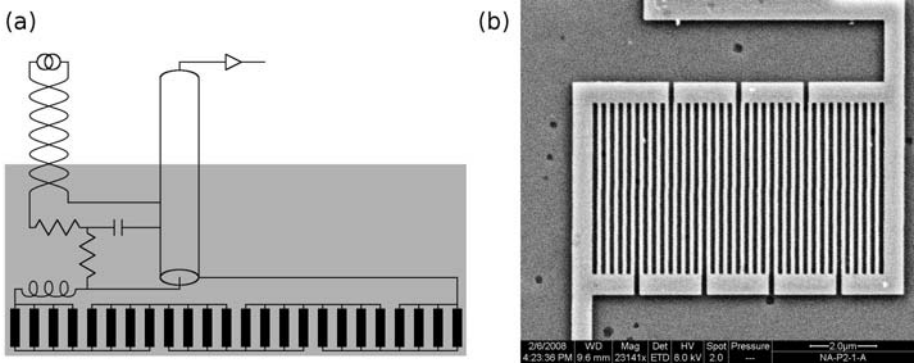 (a)
(b)
2/6/2008 WD Mag Det HV Spot Pressure 2.0µm
4:23:36 PM 9.6 mm 23141x ETD 8.0 kV 2.0 --- NA-P2-1-A